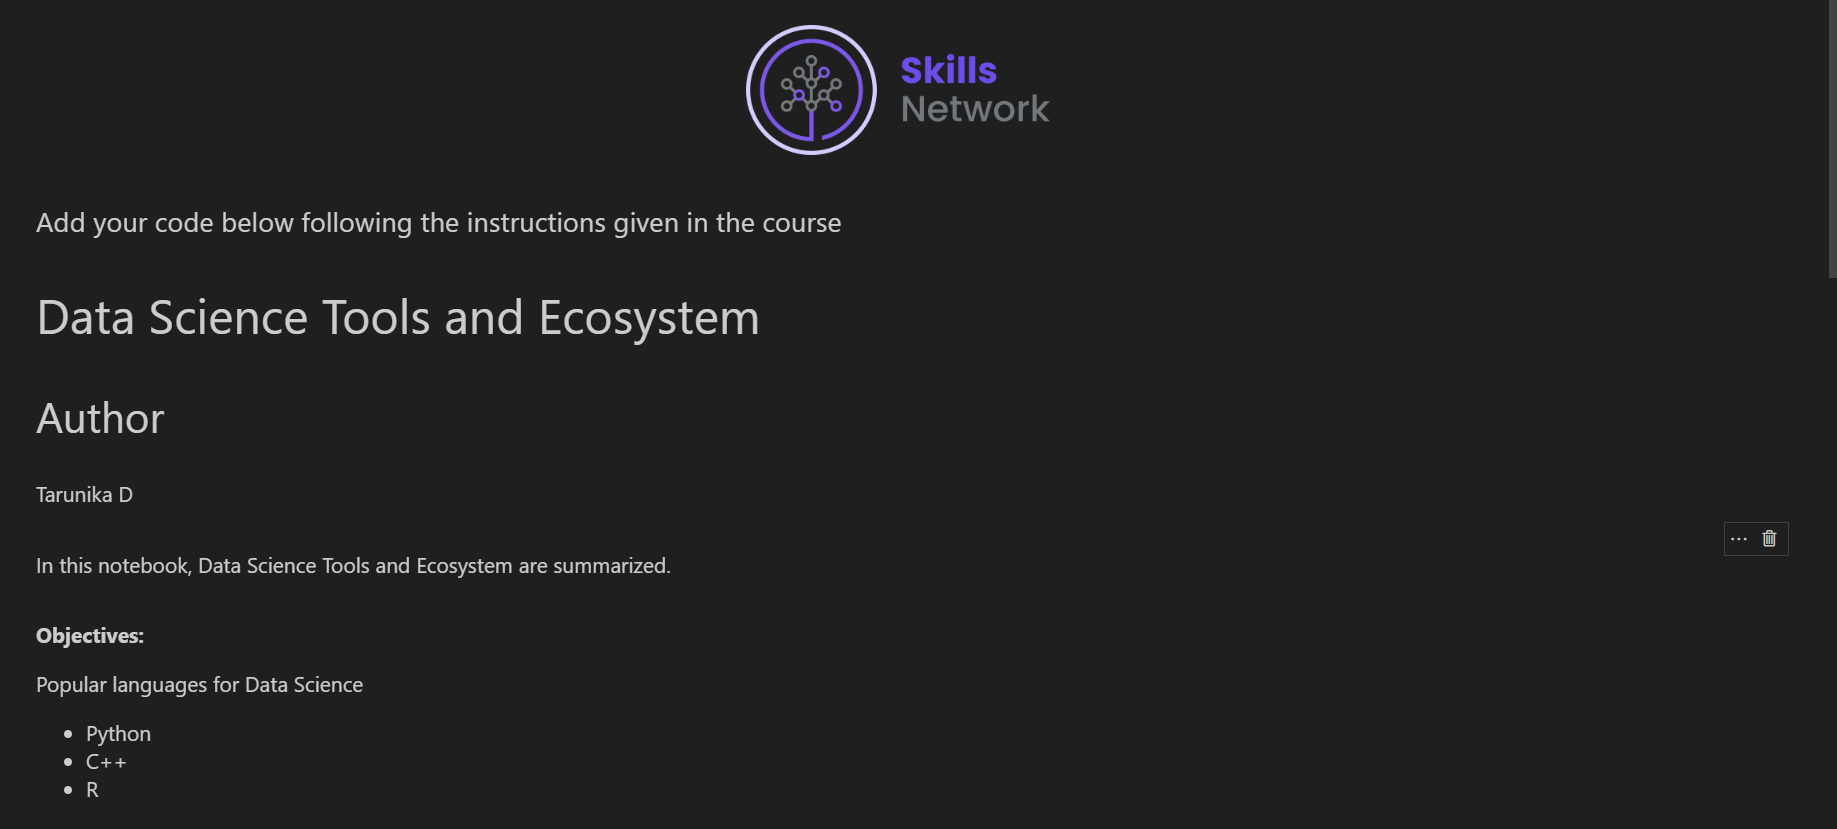 Skills
Network
Add your code below following the instructions given in the course
Data Science Tools and Ecosystem
Author
Tarunika D
In this notebook, Data Science Tools and Ecosystem are summarized.
Objectives:
Popular languages for Data Science
Python
C++
R